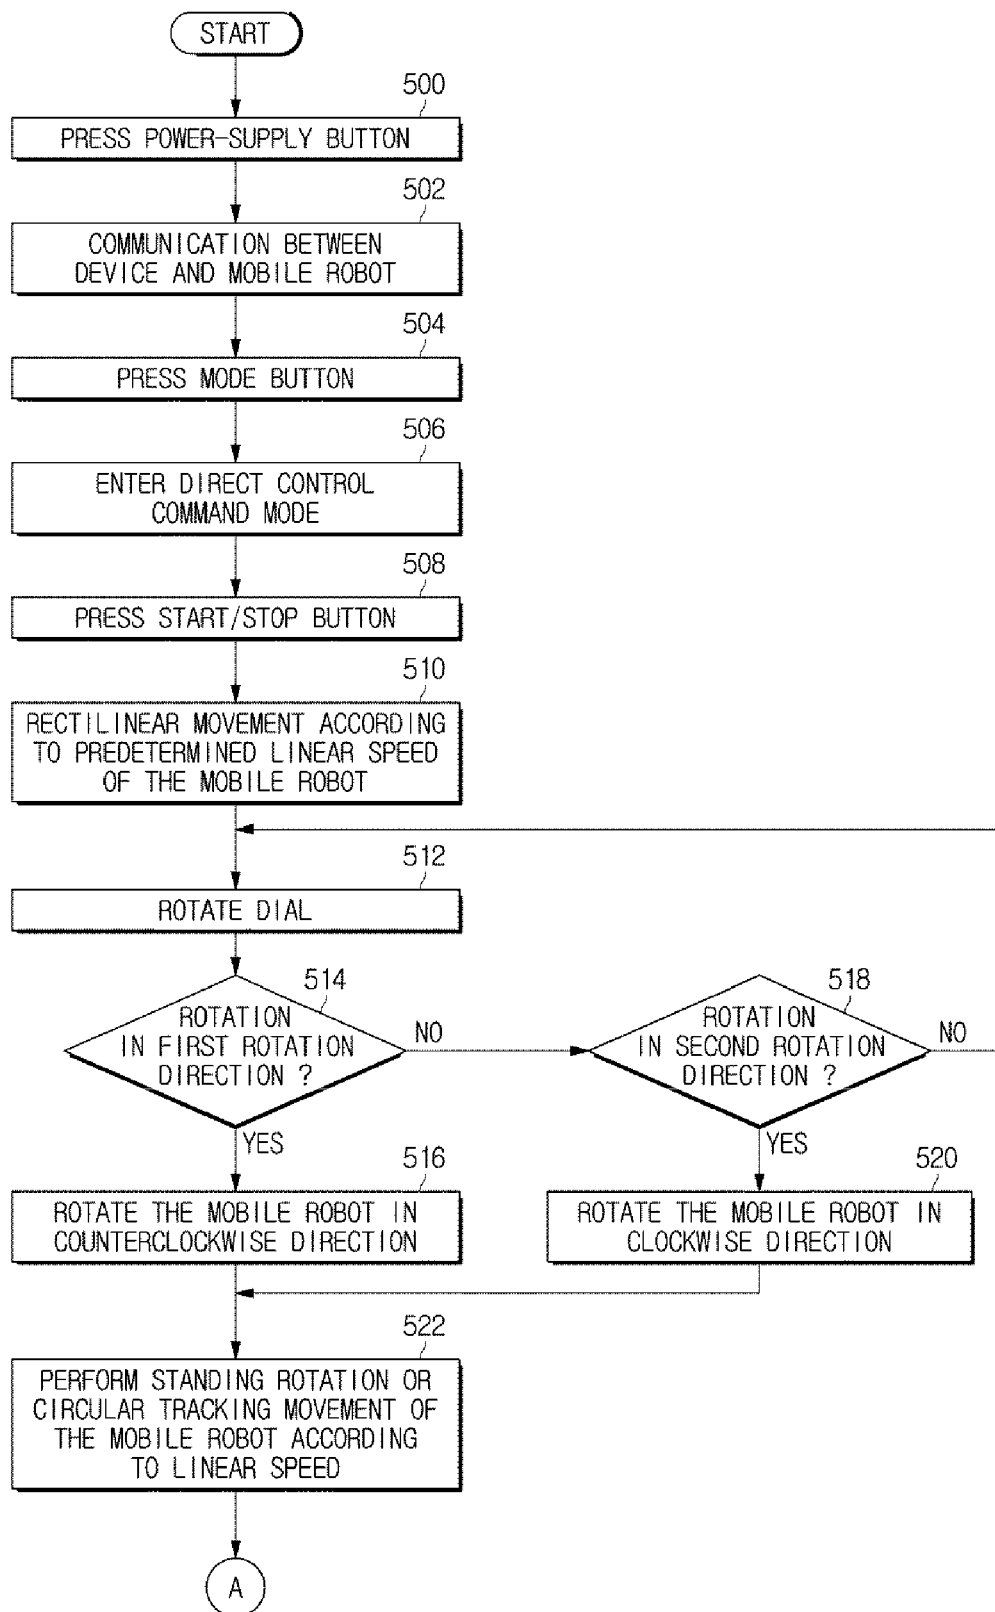 START
500
PRESS POWER-SUPPLY BUTTON
502
COMMUNICATION BETWEEN
DEVICE AND MOBILE ROBOT
504
PRESS MODE BUTTON
506
ENTER DIRECT CONTROL
COMMAND MODE
508
PRESS START/STOP BUTTON
510
RECTILINEAR MOVEMENT ACCORDING
TO PREDETERMINED LINEAR SPEED
OF THE MOBILE ROBOT
512
ROTATE DIAL
514
ROTATION
IN FIRST ROTATION
DIRECTION ?
NO
518
ROTATION
IN SECOND ROTATION
DIRECTION ?
NO
YES
YES
516
ROTATE THE MOBILE ROBOT IN
COUNTERCLOCKWISE DIRECTION
520
ROTATE THE MOBILE ROBOT IN
CLOCKWISE DIRECTION
522
PERFORM STANDING ROTATION OR
CIRCULAR TRACKING MOVEMENT OF
THE MOBILE ROBOT ACCORDING
TO LINEAR SPEED
A